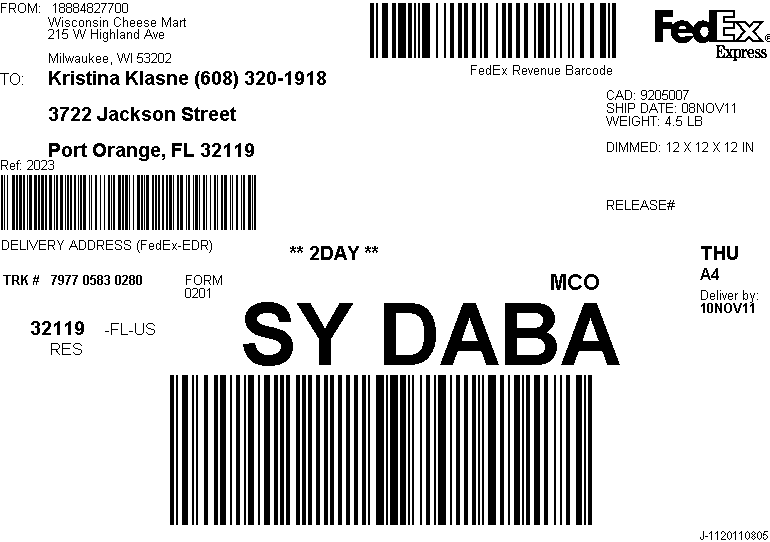 FROM: 18884827700
Wisconsin Cheese Mart
215 W Highland Ave
Milwaukee, WI 53202
FedEx Revenue Barcode
FedEx®
Express
TO: Kristina Klasne (608) 320-1918
3722 Jackson Street
Port Orange, FL 32119
CAD: 9205007
SHIP DATE: 08NOV11
WEIGHT: 4.5 LB
DIMMED: 12 X 12 X 12 IN
Ref: 2023
RELEASE#
DELIVERY ADDRESS (FedEx-EDR)
** 2DAY **
TRK # 7977 0583 0280
FORM
0201
MCO
THU
A4
Deliver by:
10NOV11
32119 -FL-US
RES
SY DABA
J-1120110805